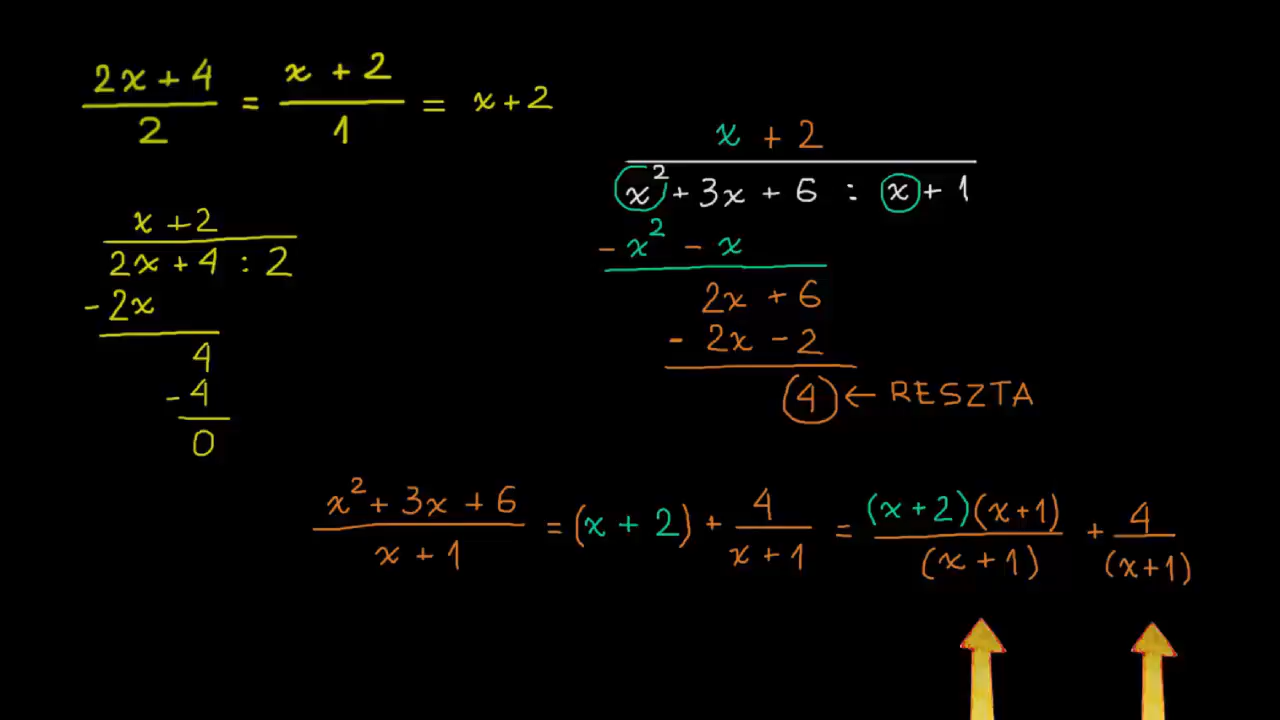 (2x + 4)/2 = (x + 2)/1 = x + 2
x + 2
2x + 4 : 2
- 2x
4
- 4
0
x + 2
x² + 3x + 6 : x + 1
- x² - x
2x + 6
- 2x - 2
4 ← RESZTA
(x² + 3x + 6)/(x + 1) = (x + 2) + 4/(x + 1) = (x + 2)(x + 1)/(x + 1) + 4/(x + 1)